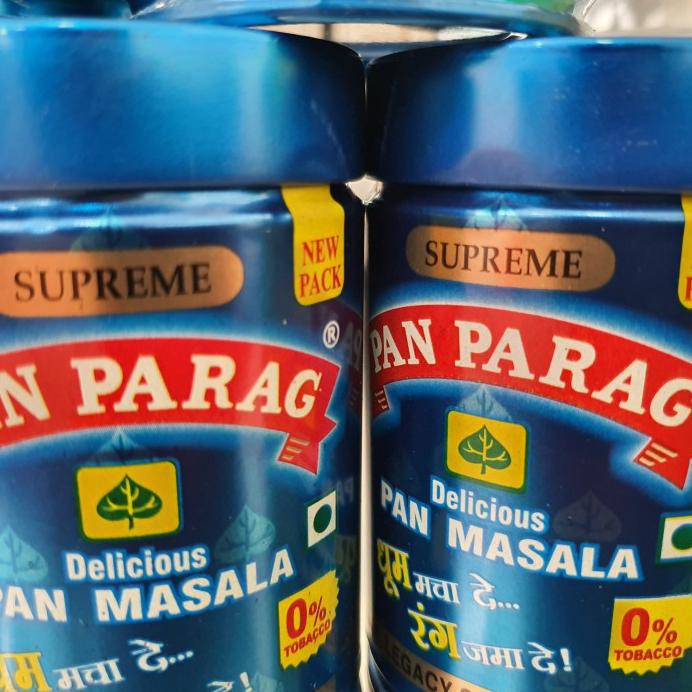 SUPREME
NEW
PACK
PARAG®
Delicious
PAN MASALA
0%
TOBACCO
मचा दे...
दे!
SUPREME
PAN PARAG
Delicious
PAN MASALA
धूम मचा दे...
रंग जमा दे!
0%
TOBACCO
LEGACY